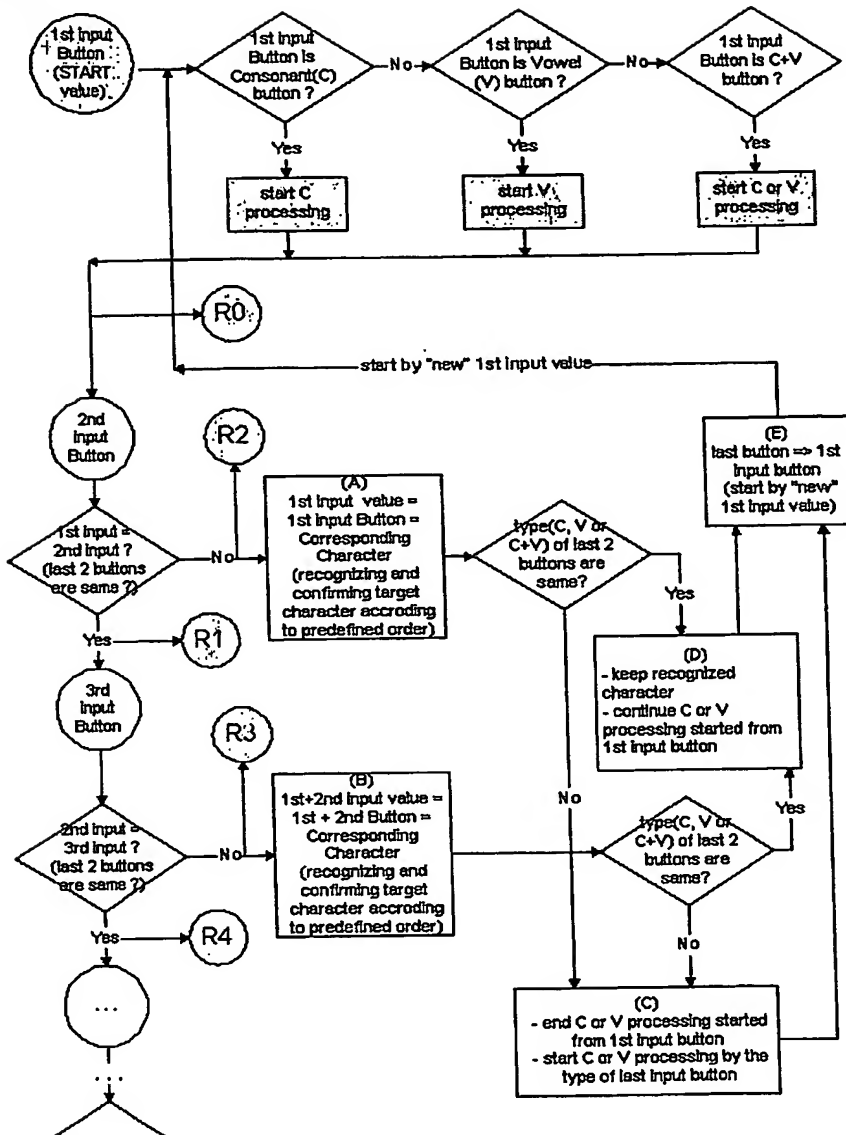 1st Input
Button
(START
value)
1st Input
Button is
Consonant(C)
button ?
No
1st Input
Button is Vowel
(V) button ?
No
1st Input
Button is C+V
button ?
Yes
Yes
Yes
start C
processing
start V
processing
start C or V
processing
R0
start by "new" 1st input value
2nd
Input
Button
R2
(E)
last button => 1st
input button
(start by "new"
1st input value)
1st Input =
2nd Input ?
(last 2 buttons
are same ?)
No
(A)
1st Input value =
1st Input Button =
Corresponding
Character
(recognizing and
confirming target
character accroding
to predefined order)
type(C, V or
C+V) of last 2
buttons are
same?
Yes
Yes
R1
(D)
- keep recognized
character
- continue C or V
processing started from
1st input button
3rd
Input
Button
R3
No
Yes
2nd Input =
3rd Input ?
(last 2 buttons
are same ?)
No
(B)
1st+2nd Input value =
1st + 2nd Button =
Corresponding
Character
(recognizing and
confirming target
character accroding
to predefined order)
type(C, V or
C+V) of last 2
buttons are
same?
Yes
R4
No
...
(C)
- end C or V processing started
from 1st input button
- start C or V processing by the
type of last input button
...